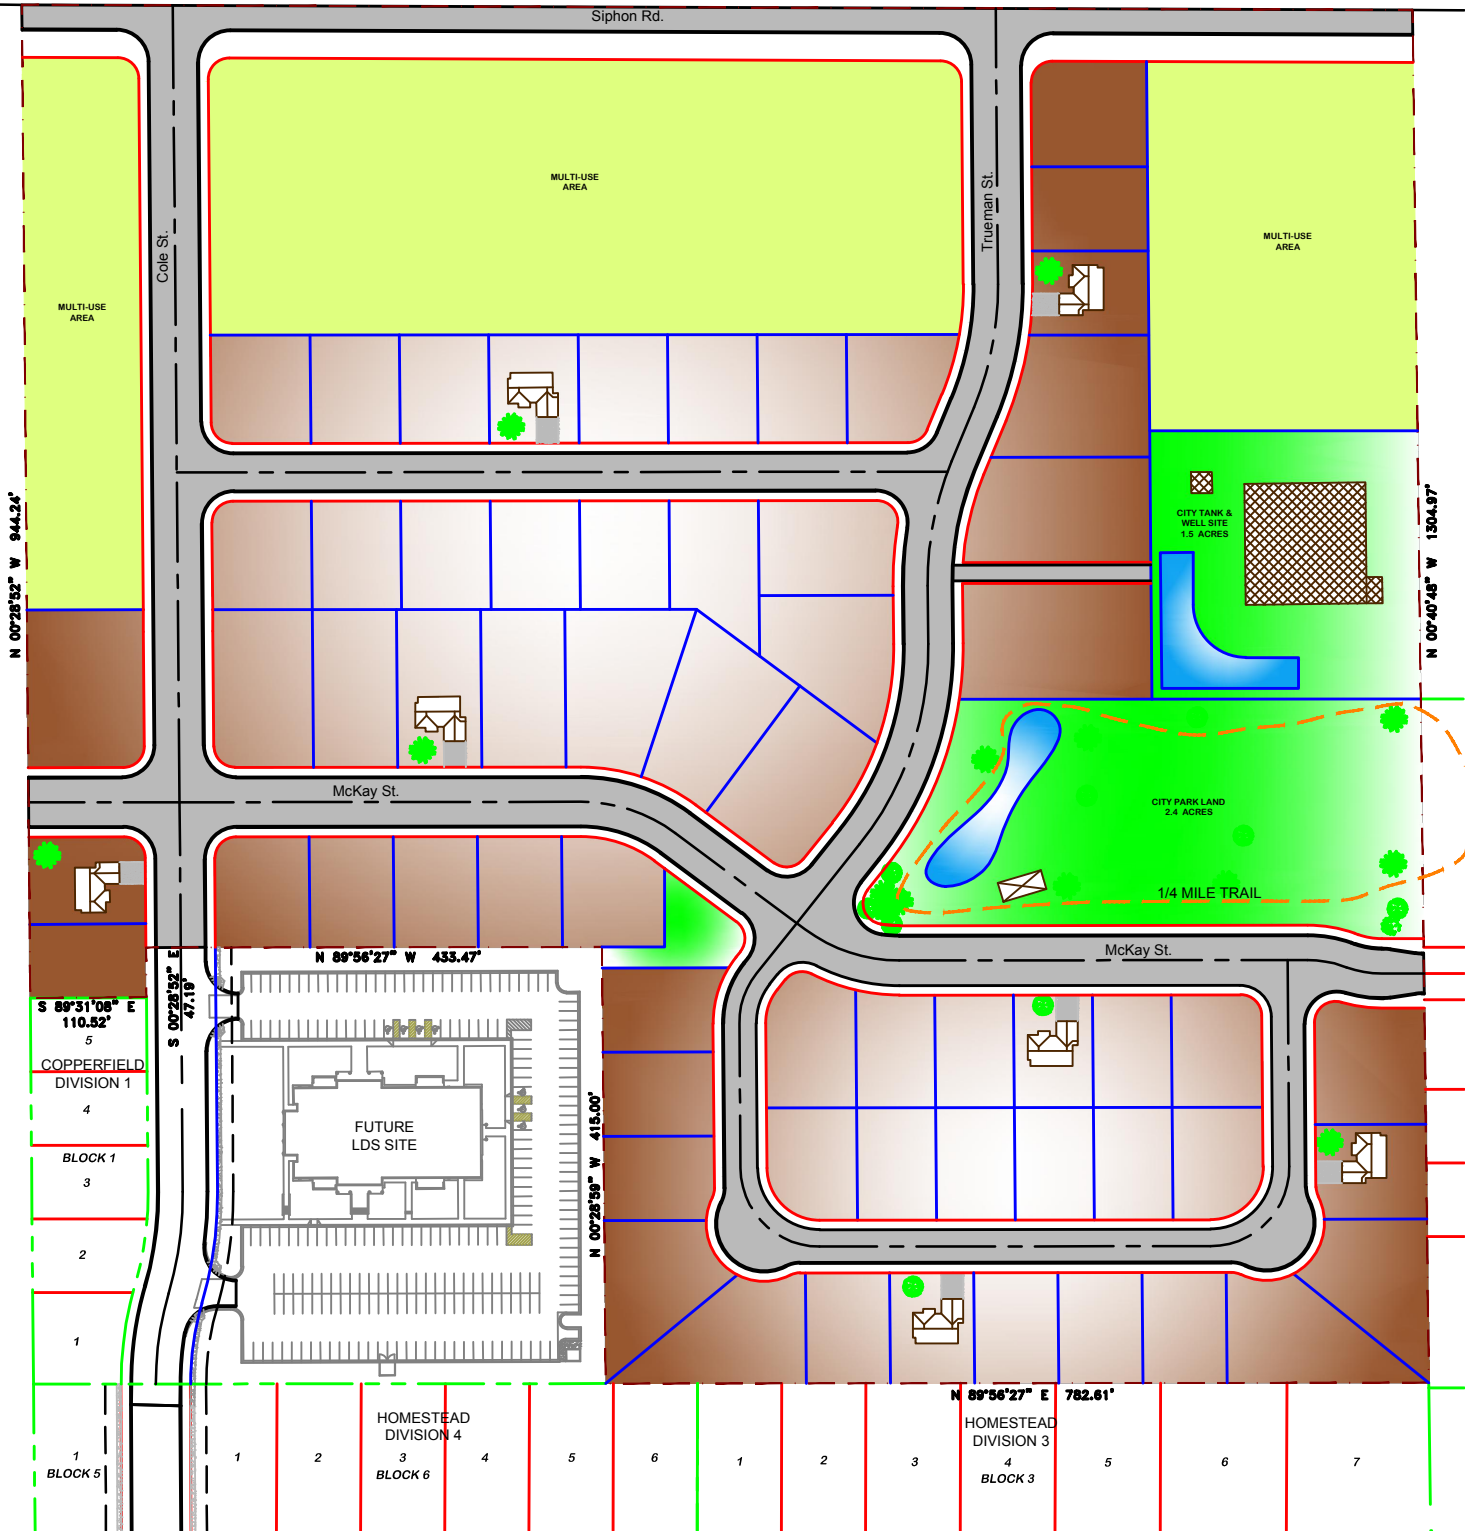 Siphon Rd.
MULTI-USE
AREA
Trueman St.
Cole St.
MULTI-USE
AREA
MULTI-USE
AREA
N 00°28'52" W 944.24'
CITY TANK &
WELL SITE
1.5 ACRES
N 00°40'48" W 1304.97'
McKay St.
CITY PARK LAND
2.4 ACRES
1/4 MILE TRAIL
McKay St.
N 89°56'27" W 433.47'
S 00°28'52" E
47.19'
S 89°31'08" E
110.52'
5
COPPERFIELD
DIVISION 1
4
BLOCK 1
3
2
1
FUTURE
LDS SITE
N 00°28'59" W 415.00'
N 89°56'27" E 782.61'
HOMESTEAD
DIVISION 4
HOMESTEAD
DIVISION 3
1
BLOCK 5
1
2
3
BLOCK 6
4
5
6
1
2
3
4
BLOCK 3
5
6
7